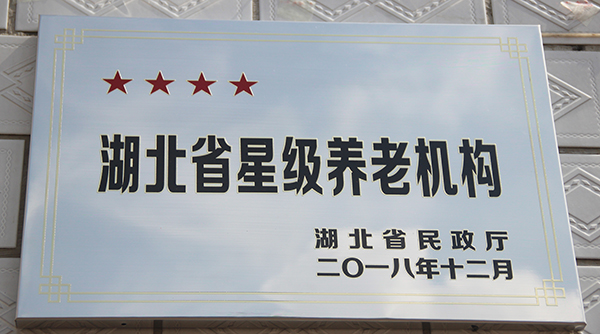 ★★★★
湖北省星级养老机构
湖北省民政厅
二〇一八年十二月